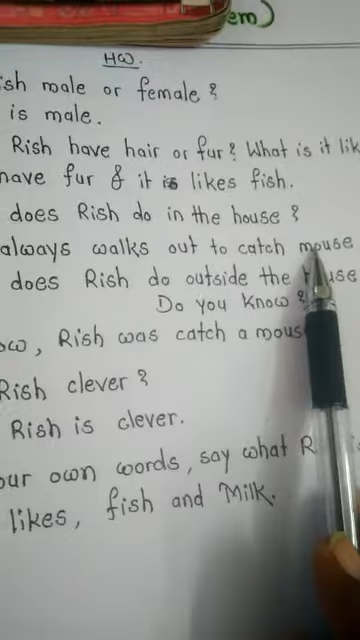 em)
HW.
ish male or female?
is male.
Rish have hair or fur? What is it lik
have fur & it is likes fish.
does Rish do in the house?
always walks out to catch mouse
does Rish do outside the use
Do you know?
ow, Rish was catch a mous
Rish clever?
Rish is clever.
our own words, say what R
likes, fish and Milk.